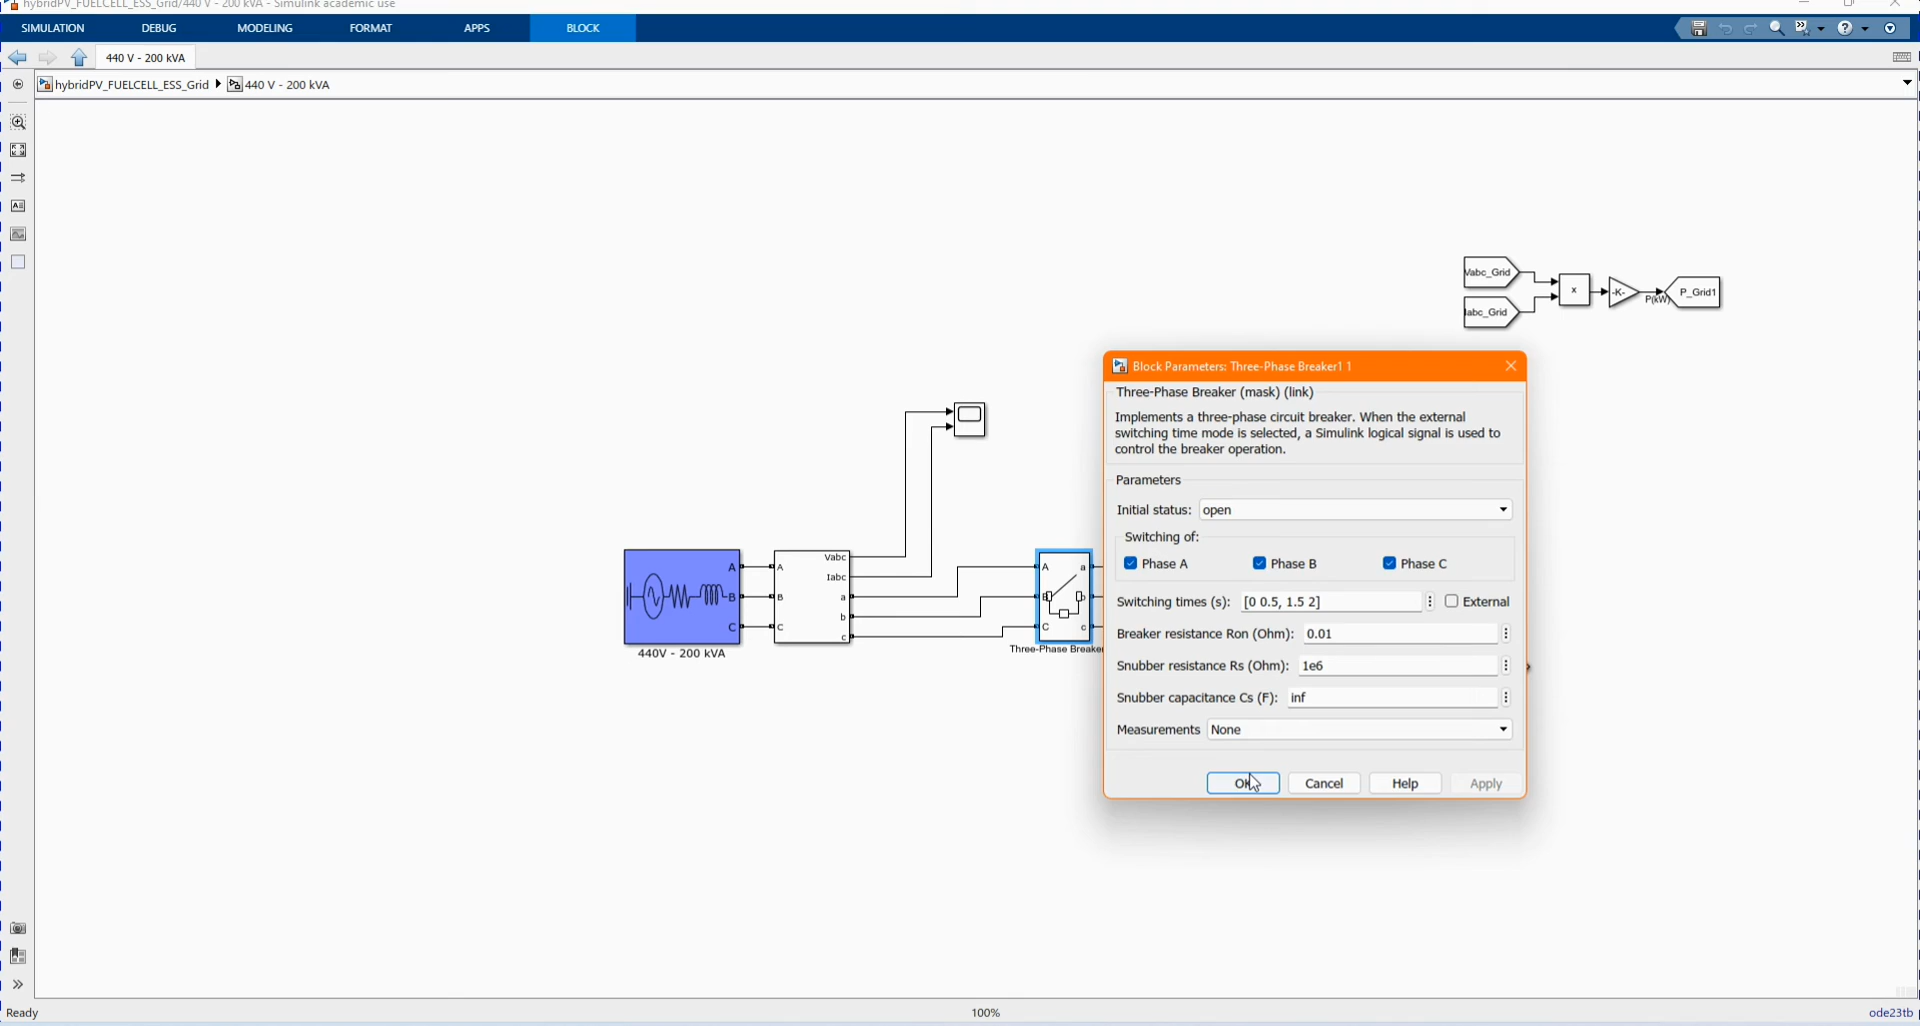 hybridPV_FUELCELL_ESS_Grid/440 V - 200 kVA - Simulink academic use
SIMULATION DEBUG MODELING FORMAT APPS BLOCK
440 V - 200 kVA
hybridPV_FUELCELL_ESS_Grid 440 V - 200 kVA
Vabc_Grid
Iabc_Grid
x
-K-
P(kW)
P_Grid1
Block Parameters: Three-Phase Breaker1 1
Three-Phase Breaker (mask) (link)
Implements a three-phase circuit breaker. When the external
switching time mode is selected, a Simulink logical signal is used to
control the breaker operation.
Parameters
Initial status: open
Switching of:
Phase A Phase B Phase C
Switching times (s): [0 0.5, 1.5 2] External
Breaker resistance Ron (Ohm): 0.01
Snubber resistance Rs (Ohm): 1e6
Snubber capacitance Cs (F): inf
Measurements None
OK Cancel Help Apply
A
B
C
440V - 200 kVA
A
B
C
Vabc
Iabc
a
b
c
A
B
C
a
b
c
Three-Phase Breaker
Ready 100% ode23tb